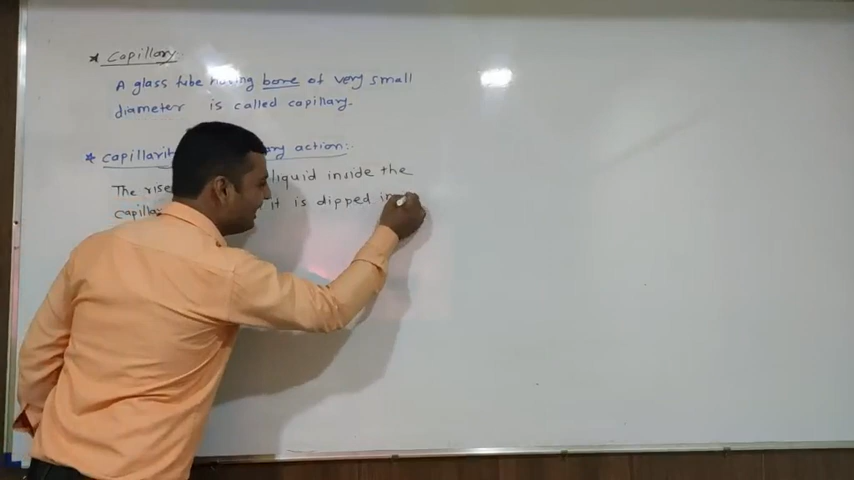 * Capillary:
A glass tube having bore of very small
diameter is called capillary.
* Capillarit ry action:
The rise liquid inside the
Capillar it is dipped in